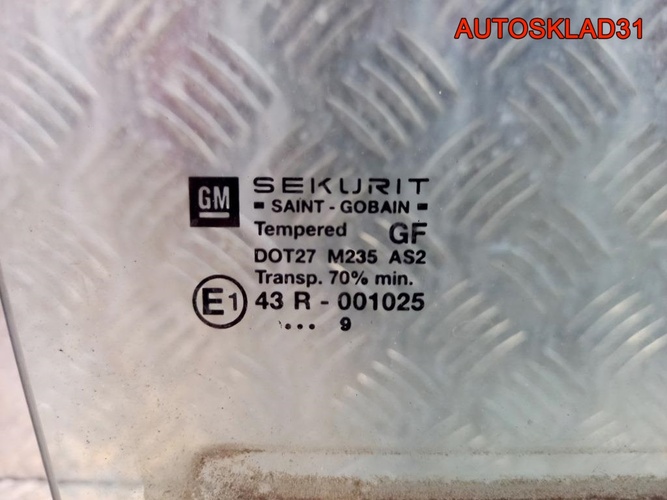 AUTOSKLAD31
GM SEKURIT
- SAINT - GOBAIN -
Tempered GF
DOT27 M235 AS2
Transp. 70% min.
E1 43 R - 001025
... 9